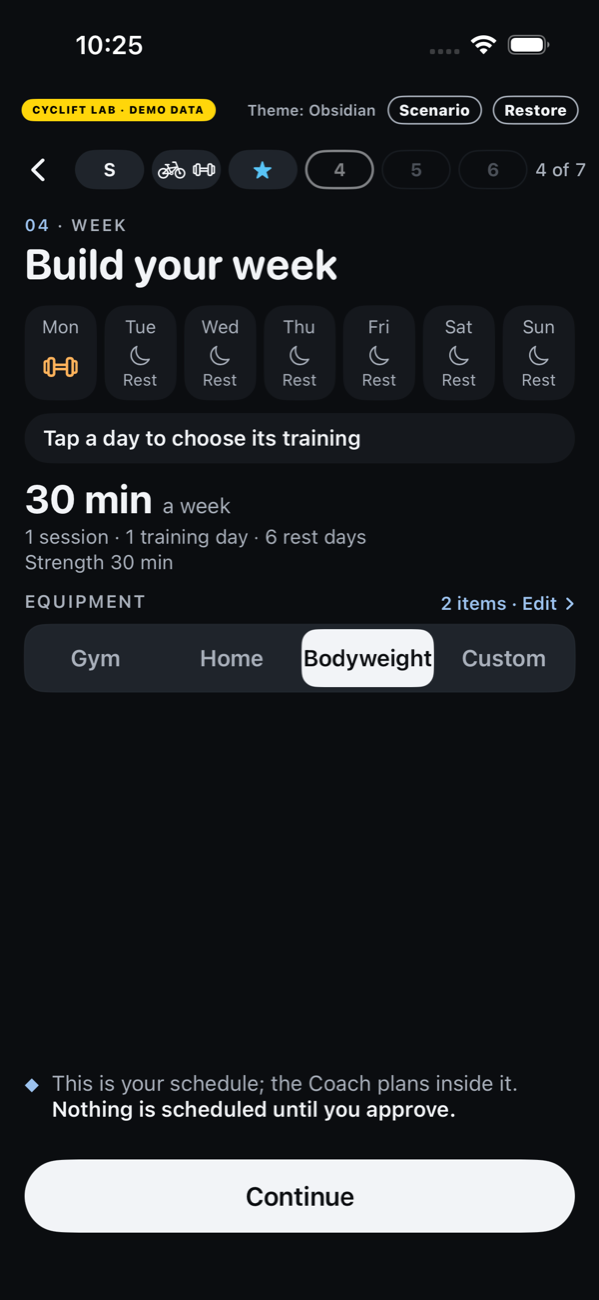 10:25
CYCLIFT LAB · DEMO DATA Theme: Obsidian Scenario Restore
S 4 5 6 4 of 7
04 · WEEK
Build your week
Mon Tue Wed Thu Fri Sat Sun
Rest Rest Rest Rest Rest Rest
Tap a day to choose its training
30 min a week
1 session · 1 training day · 6 rest days
Strength 30 min
EQUIPMENT 2 items · Edit >
Gym Home Bodyweight Custom
This is your schedule; the Coach plans inside it.
Nothing is scheduled until you approve.
Continue